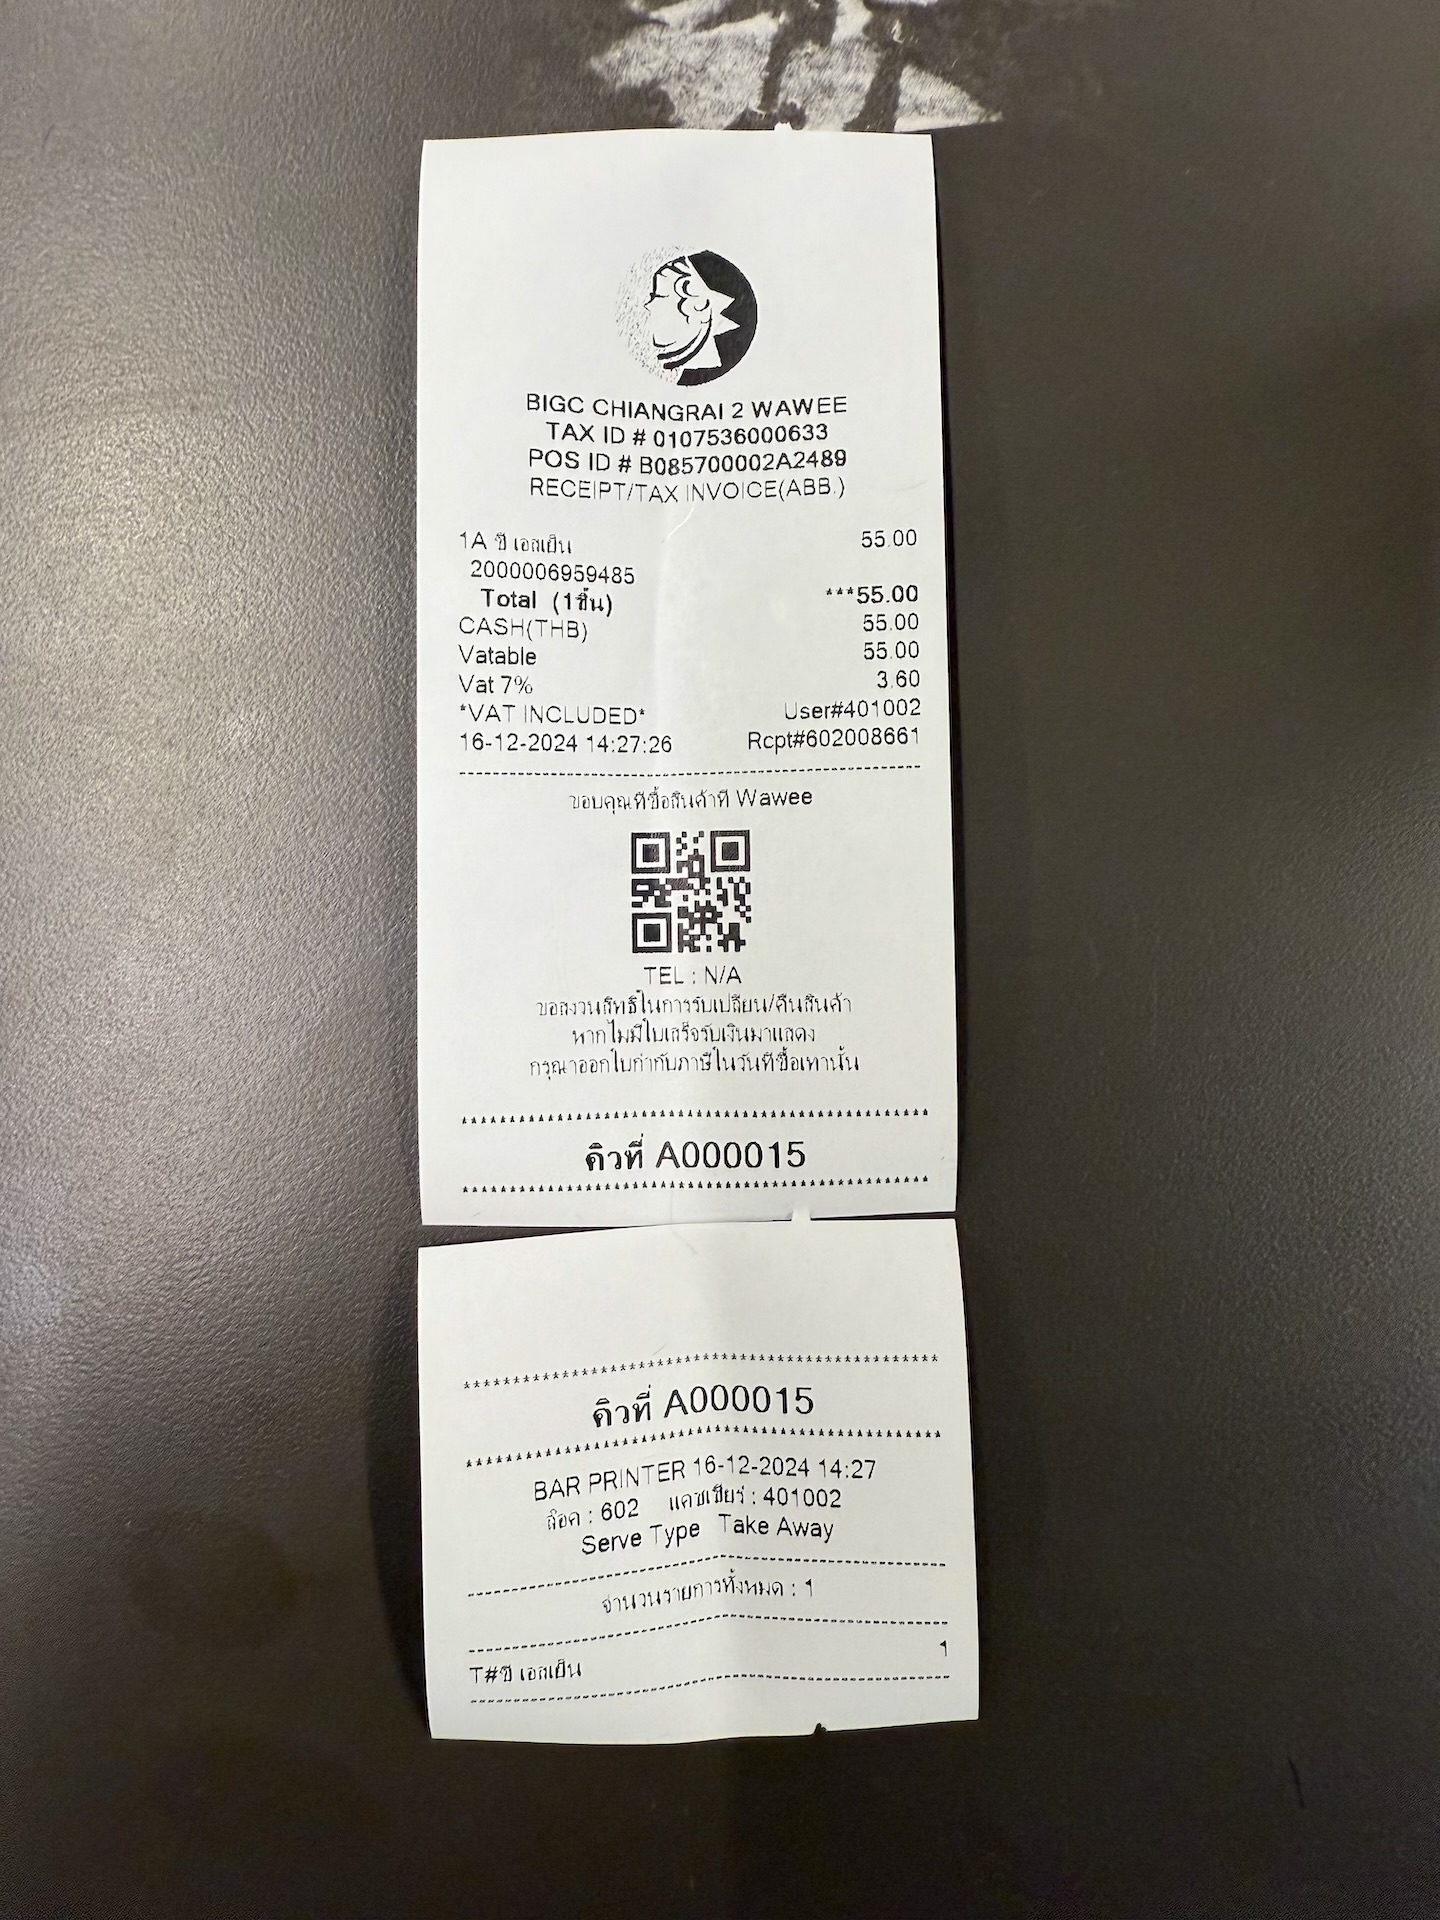 BIGC CHIANGRAI 2 WAWEE
TAX ID # 0107536000633
POS ID # B085700002A2489
RECEIPT/TAX INVOICE(ABB.)
1A ซี เอสเย็น 55.00
2000006959485
Total (1ชิ้น) ***55.00
CASH(THB) 55.00
Vatable 55.00
Vat 7% 3.60
*VAT INCLUDED* User#401002
16-12-2024 14:27:26 Rcpt#602008661
ขอบคุณที่ซื้อสินค้าที่ Wawee
TEL : N/A
ขอสงวนสิทธิ์ในการรับเปลี่ยน/คืนสินค้า
หากไม่มีใบเสร็จรับเงินมาแสดง
กรุณาออกใบกำกับภาษีในวันที่ซื้อเท่านั้น
*******************************************
คิวที่ A000015
*******************************************
*******************************************
คิวที่ A000015
*******************************************
BAR PRINTER 16-12-2024 14:27
ล๊อค : 602 แคชเชียร์ : 401002
Serve Type Take Away
จำนวนรายการทั้งหมด : 1
T#ซี เอสเย็น 1